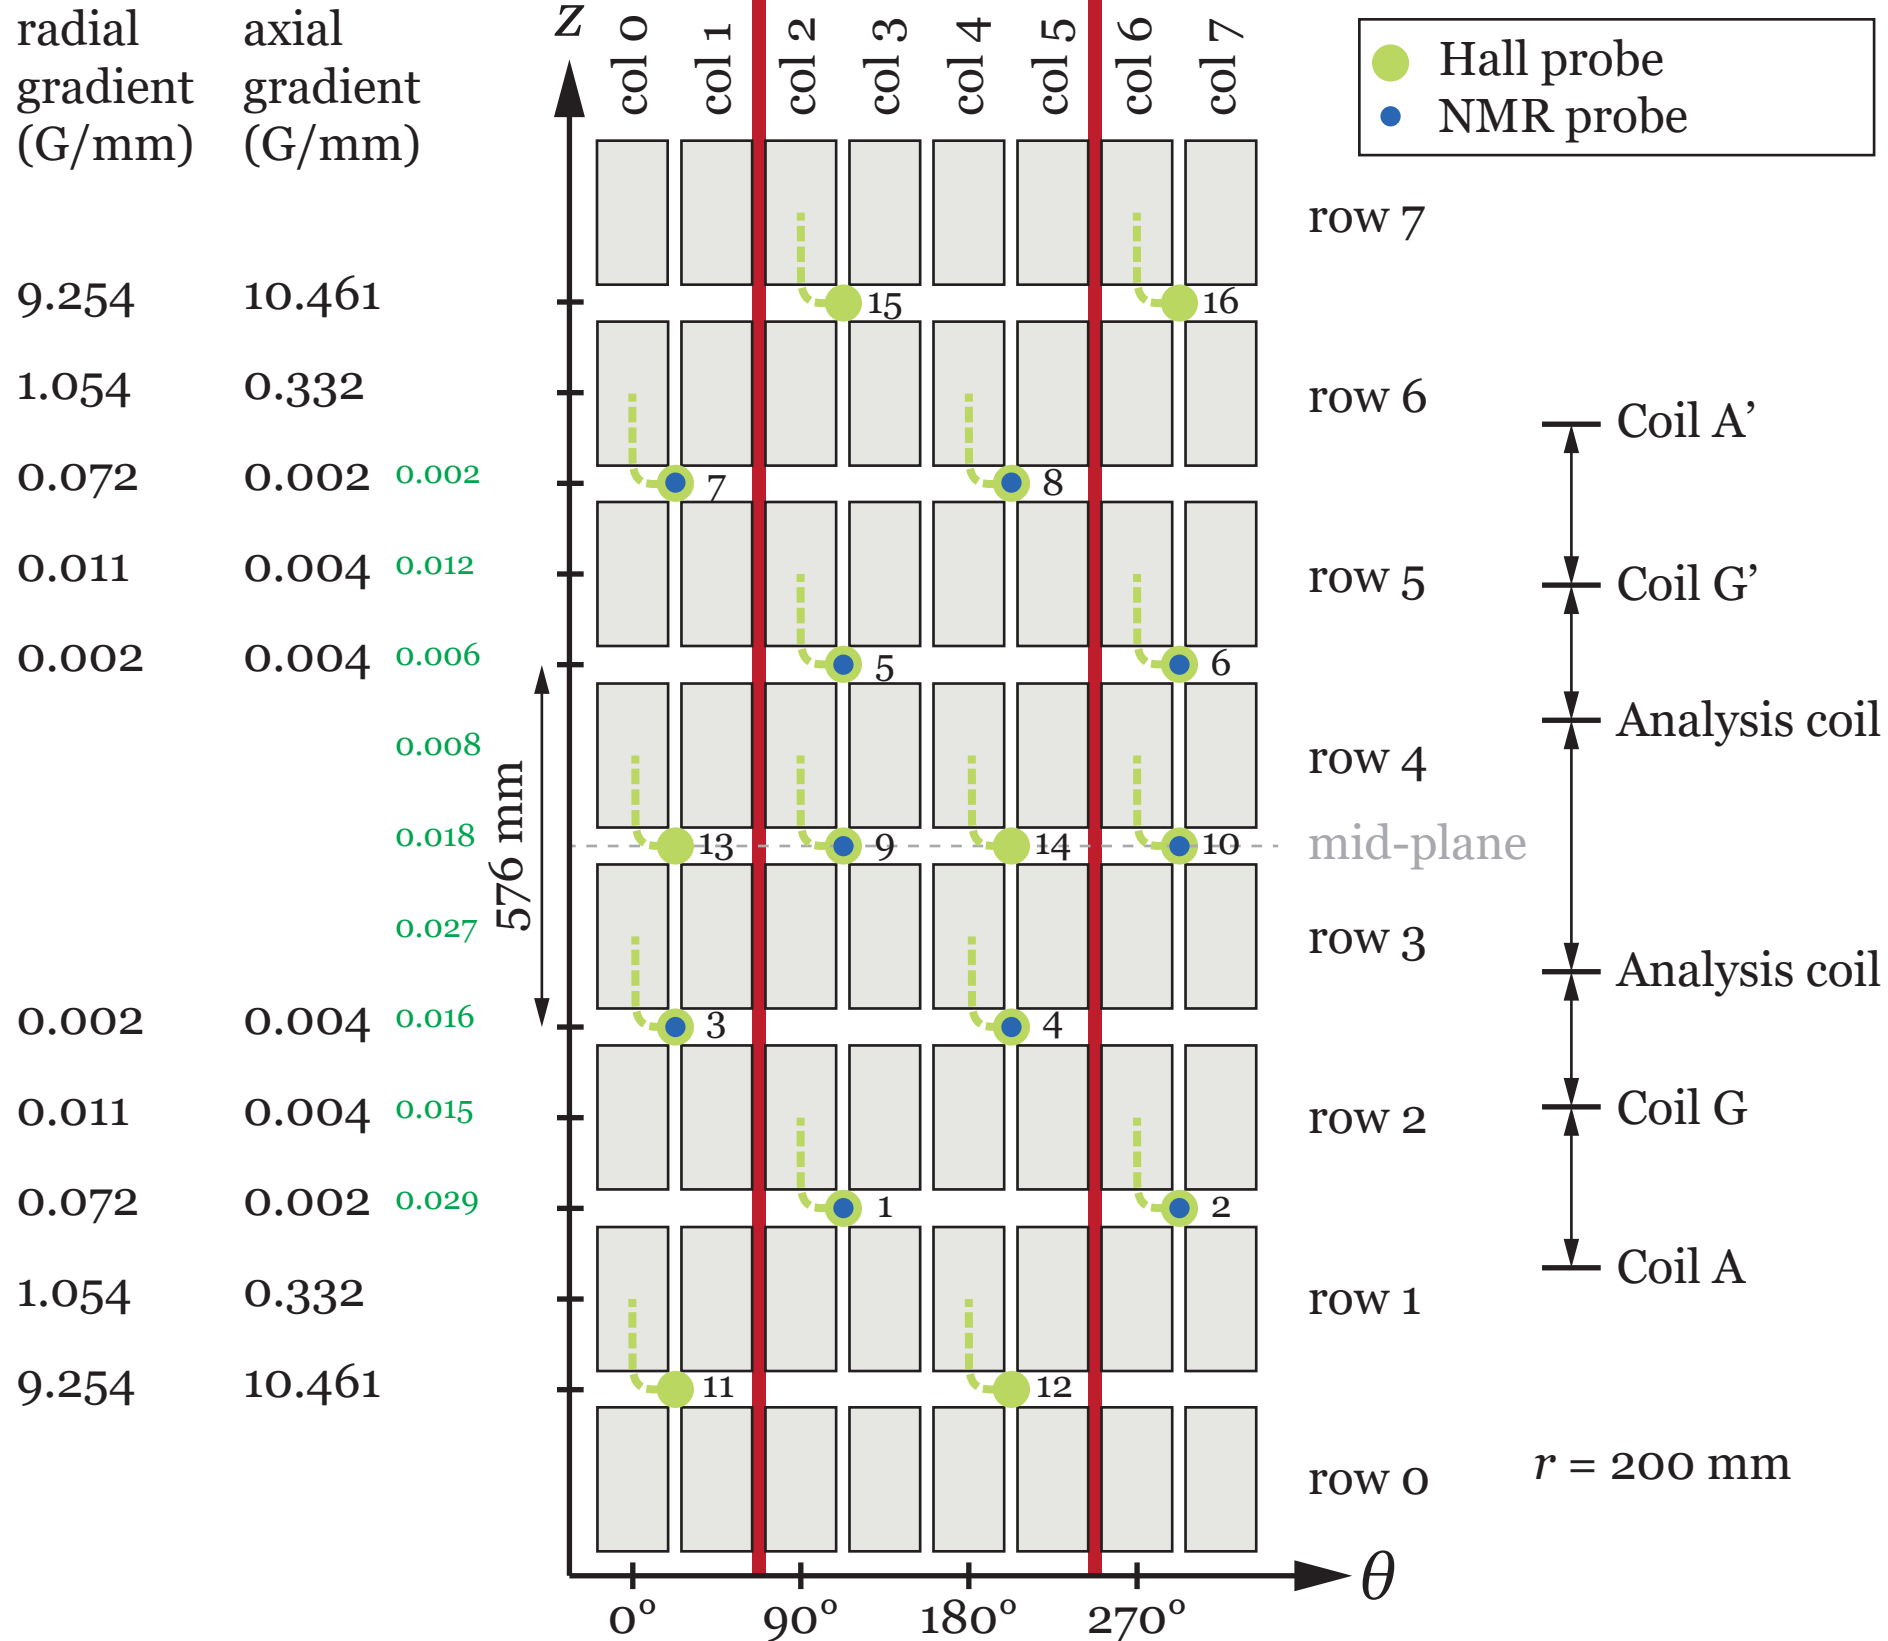 radial
gradient
(G/mm)
axial
gradient
(G/mm)
z
col 0
col 1
col 2
col 3
col 4
col 5
col 6
col 7
Hall probe
NMR probe
row 7
9.254 10.461
15
16
1.054 0.332
row 6
Coil A’
0.072 0.002 0.002
7
8
0.011 0.004 0.012
row 5
Coil G’
0.002 0.004 0.006
5
6
Analysis coil
0.008
row 4
576 mm
0.018
13
9
14
10
mid-plane
0.027
row 3
Analysis coil
0.002 0.004 0.016
3
4
0.011 0.004 0.015
row 2
Coil G
0.072 0.002 0.029
1
2
Coil A
1.054 0.332
row 1
9.254 10.461
11
12
row 0
r = 200 mm
θ
0°
90°
180°
270°